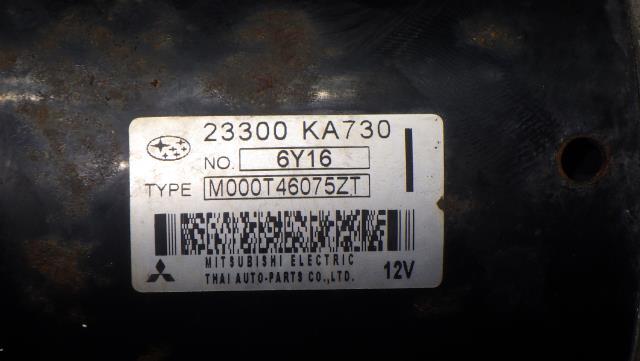 23300 KA730
NO. 6Y16
TYPE M000T46075ZT
MITSUBISHI ELECTRIC
THAI AUTO-PARTS CO.,LTD. 12V